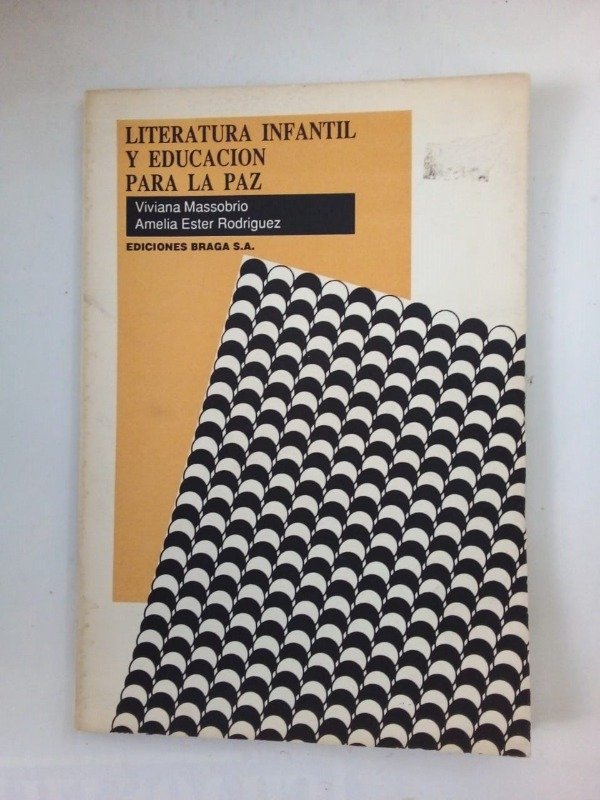 LITERATURA INFANTIL
Y EDUCACION
PARA LA PAZ
Viviana Massobrio
Amelia Ester Rodriguez
EDICIONES BRAGA S.A.